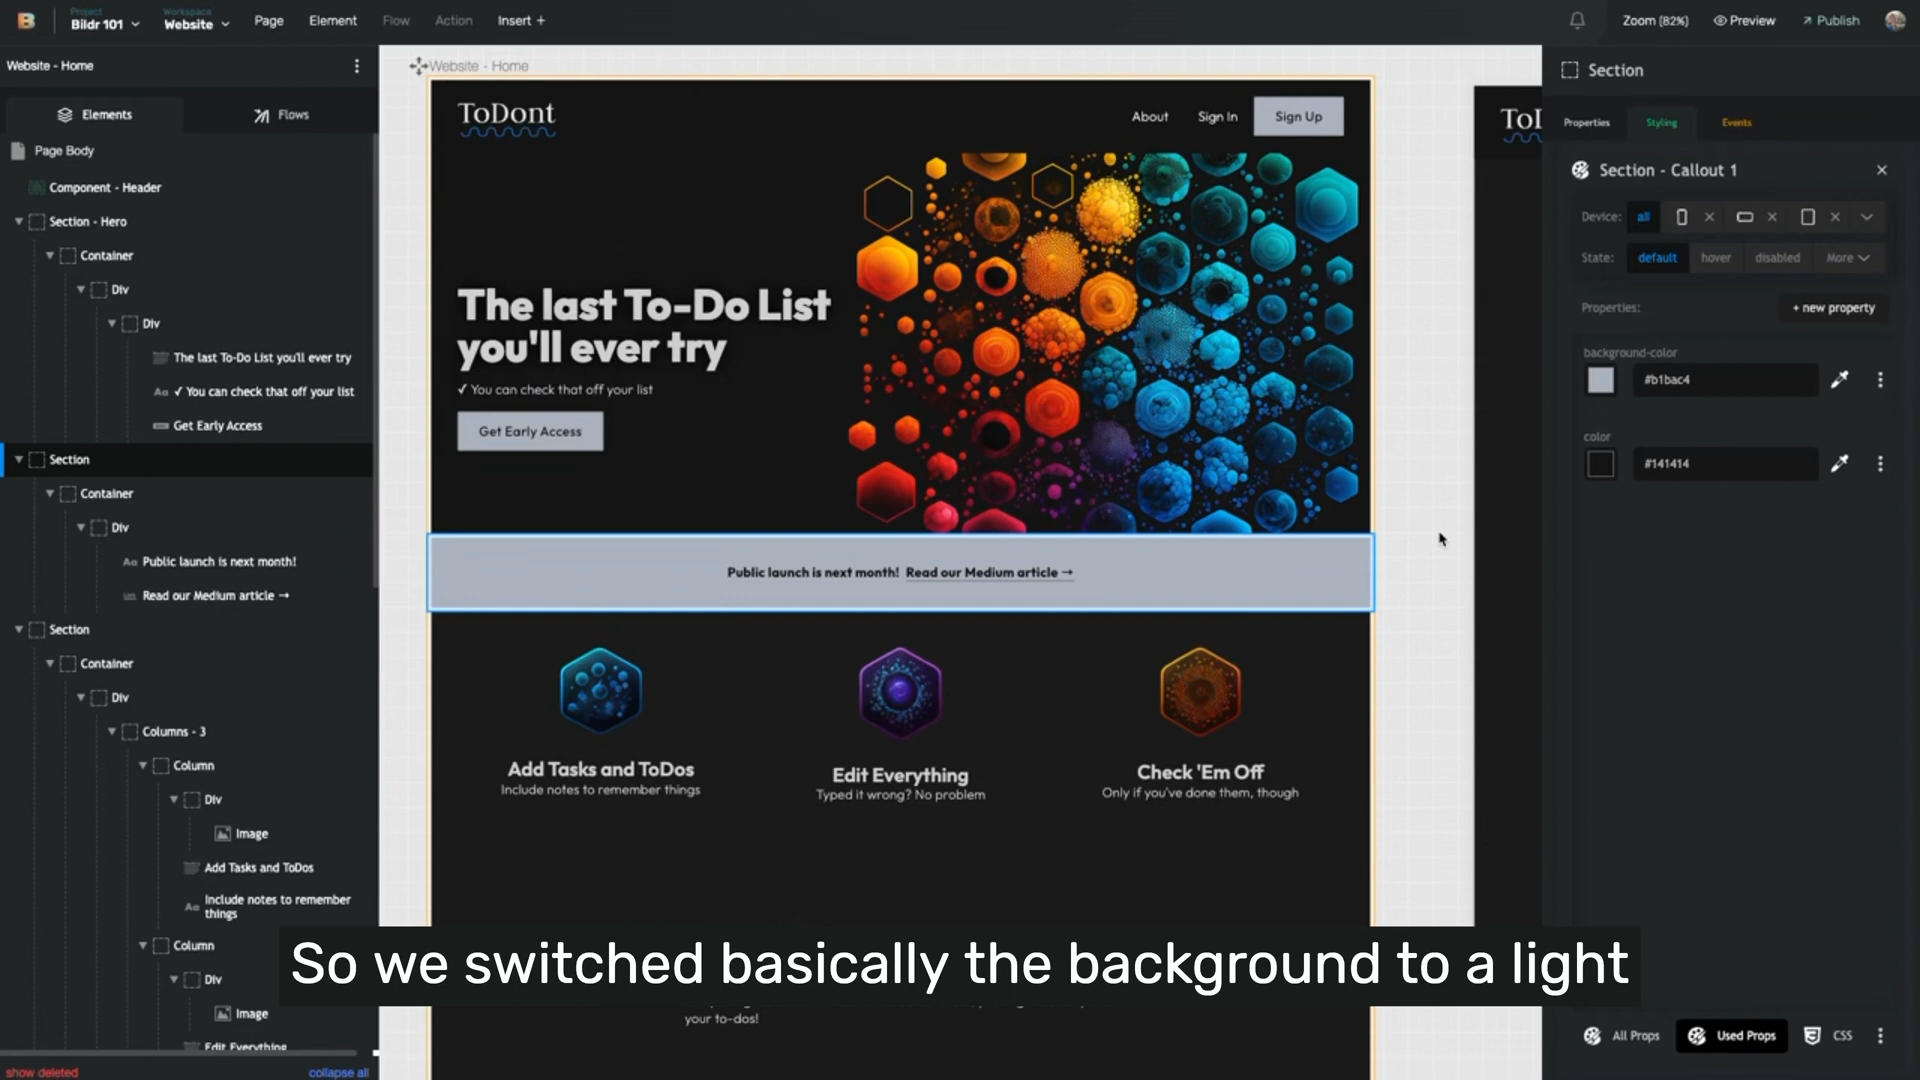 Project
Bildr 101
Workspace
Website
Page
Element
Flow
Action
Insert +
Zoom (82%)
Preview
Publish
Website - Home
Elements
Flows
Page Body
Component - Header
Section - Hero
Container
Div
Div
The last To-Do List you'll ever try
Aa ✓ You can check that off your list
Get Early Access
Section
Container
Div
Aa Public launch is next month!
Read our Medium article →
Section
Container
Div
Columns - 3
Column
Div
Image
Add Tasks and ToDos
Aa Include notes to remember
things
Column
Div
Image
Edit Everything
show deleted
collapse all
Website - Home
ToDont
About
Sign In
Sign Up
The last To-Do List
you'll ever try
✓ You can check that off your list
Get Early Access
Public launch is next month! Read our Medium article →
Add Tasks and ToDos
Include notes to remember things
Edit Everything
Typed it wrong? No problem
Check 'Em Off
Only if you've done them, though
your to-dos!
So we switched basically the background to a light
Section
Properties
Styling
Events
Section - Callout 1
Device:
all
State:
default
hover
disabled
More
Properties:
+ new property
background-color
#b1bac4
color
#141414
All Props
Used Props
CSS